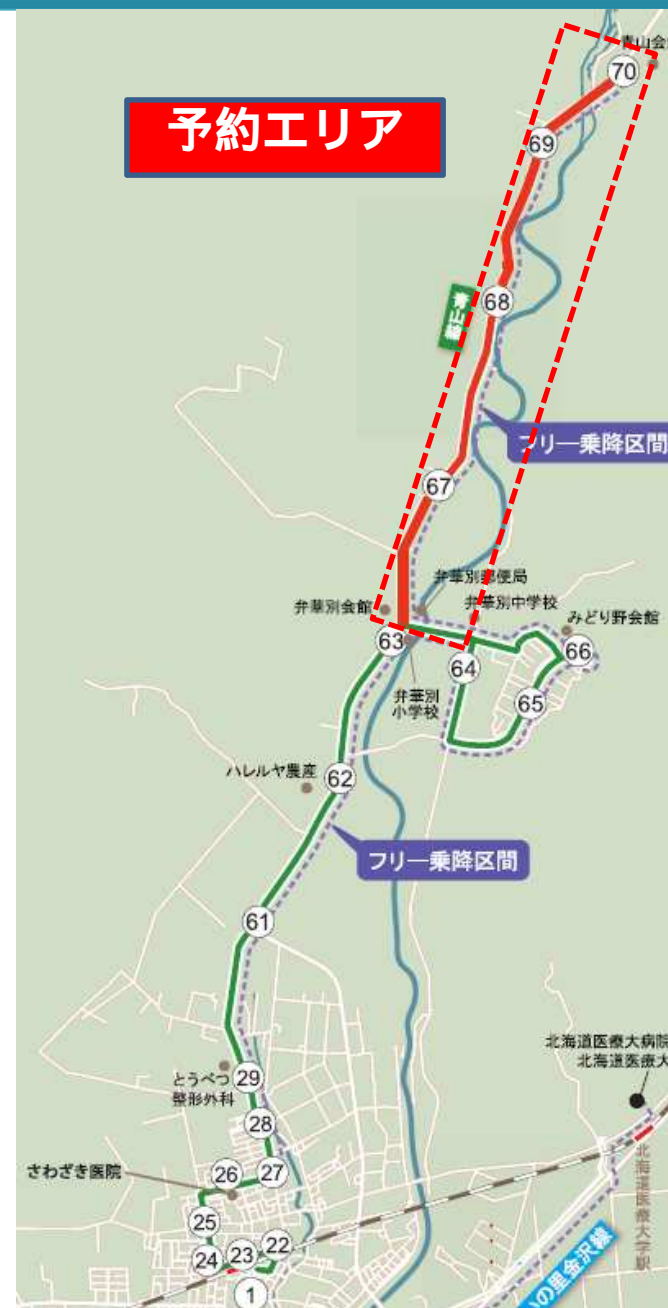 青山会
70
予約エリア
69
68
青山線
フリー乗降区間
67
弁華別郵便局
弁華別会館
弁華別中学校
みどり野会館
63
66
64
弁華別
小学校
65
ハレルヤ農産
62
フリー乗降区間
61
北海道医療大病院
北海道医療大
とうべつ
整形外科
29
28
さわざき医院
26
27
北海道医療大学駅
25
22
23
24
の里金沢線
1